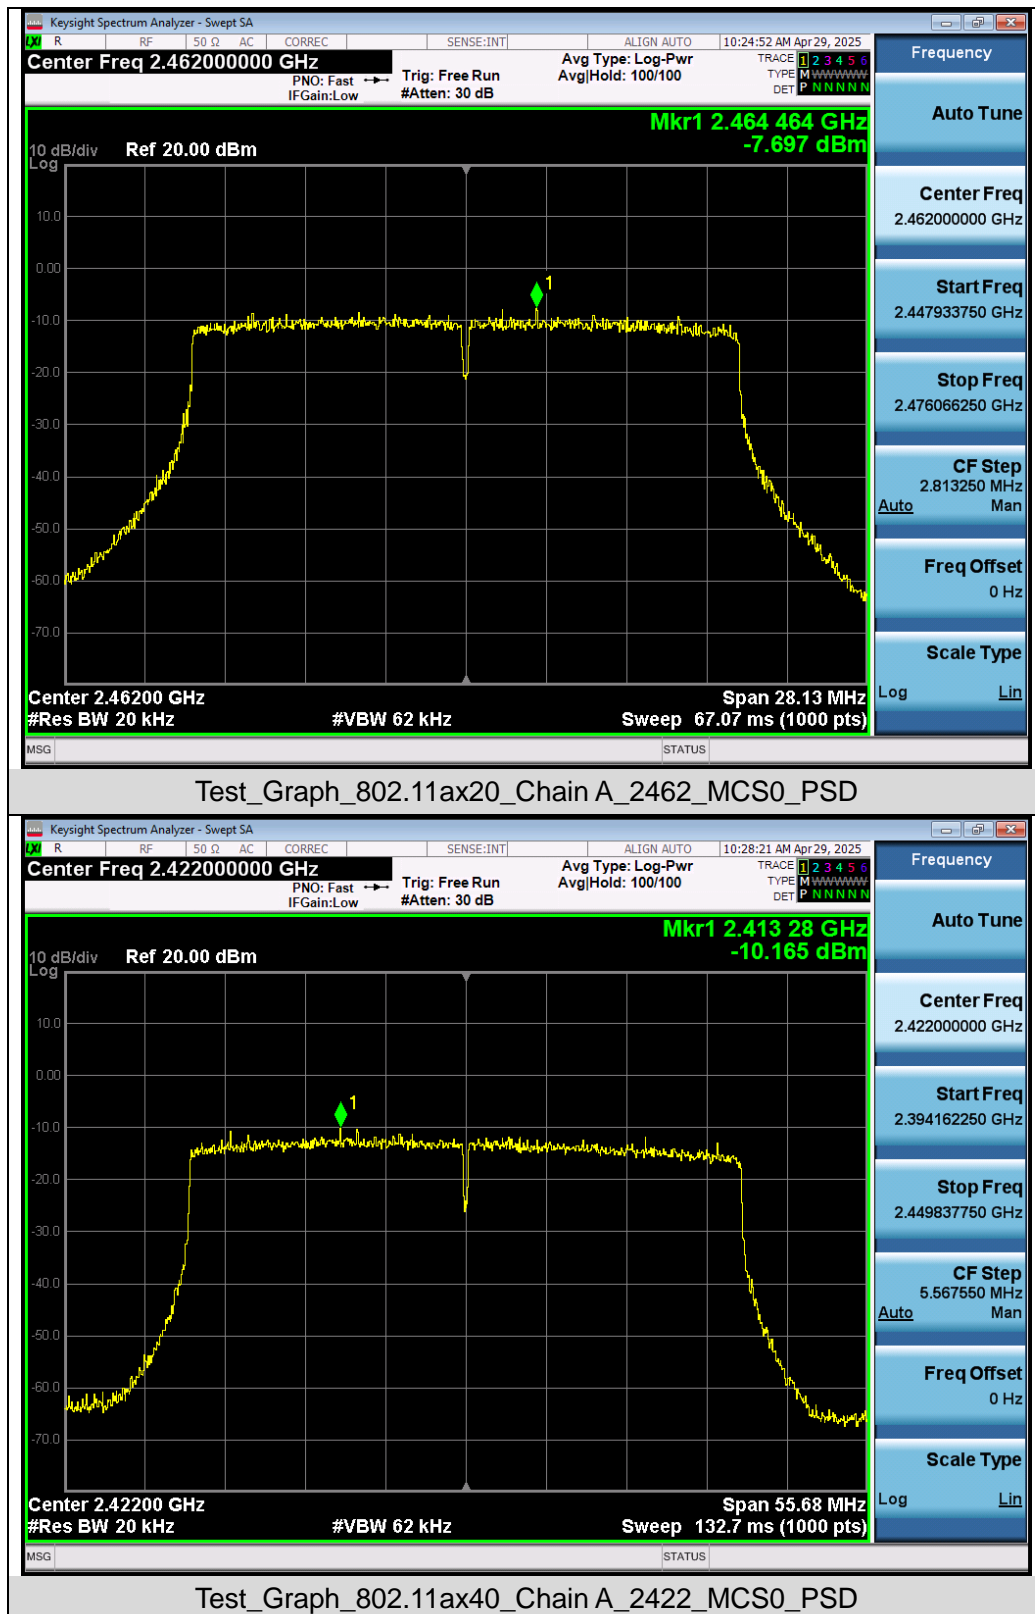 Keysight Spectrum Analyzer - Swept SA
LXI R RF 50 Ω AC CORREC SENSE:INT ALIGN AUTO 10:24:52 AM Apr 29, 2025
Center Freq 2.462000000 GHz
PNO: Fast
IFGain:Low
Trig: Free Run
#Atten: 30 dB
Avg Type: Log-Pwr
Avg|Hold: 100/100
TRACE 1 2 3 4 5 6
TYPE M W W W W W
DET P N N N N N
Mkr1 2.464 464 GHz
-7.697 dBm
10 dB/div Ref 20.00 dBm
Log
10.0
0.00
-10.0
-20.0
-30.0
-40.0
-50.0
-60.0
-70.0
1
Center 2.46200 GHz Span 28.13 MHz
#Res BW 20 kHz #VBW 62 kHz Sweep 67.07 ms (1000 pts)
MSG STATUS
Frequency
Auto Tune
Center Freq
2.462000000 GHz
Start Freq
2.447933750 GHz
Stop Freq
2.476066250 GHz
CF Step
2.813250 MHz
Auto Man
Freq Offset
0 Hz
Scale Type
Log Lin
Test_Graph_802.11ax20_Chain A_2462_MCS0_PSD
Keysight Spectrum Analyzer - Swept SA
LXI R RF 50 Ω AC CORREC SENSE:INT ALIGN AUTO 10:28:21 AM Apr 29, 2025
Center Freq 2.422000000 GHz
PNO: Fast
IFGain:Low
Trig: Free Run
#Atten: 30 dB
Avg Type: Log-Pwr
Avg|Hold: 100/100
TRACE 1 2 3 4 5 6
TYPE M W W W W W
DET P N N N N N
Mkr1 2.413 28 GHz
-10.165 dBm
10 dB/div Ref 20.00 dBm
Log
10.0
0.00
-10.0
-20.0
-30.0
-40.0
-50.0
-60.0
-70.0
1
Center 2.42200 GHz Span 55.68 MHz
#Res BW 20 kHz #VBW 62 kHz Sweep 132.7 ms (1000 pts)
MSG STATUS
Frequency
Auto Tune
Center Freq
2.422000000 GHz
Start Freq
2.394162250 GHz
Stop Freq
2.449837750 GHz
CF Step
5.567550 MHz
Auto Man
Freq Offset
0 Hz
Scale Type
Log Lin
Test_Graph_802.11ax40_Chain A_2422_MCS0_PSD